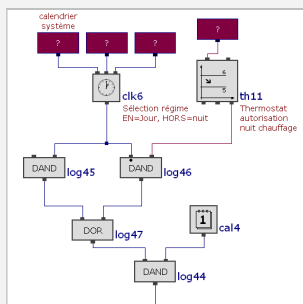 calendrier
système
? ? ? ?
clk6
Sélection régime
EN=Jour, HORS=nuit
6
5
th11
Thermostat
autorisation
nuit chauffage
DAND log45
DAND log46
DOR log47
1 cal4
DAND log44